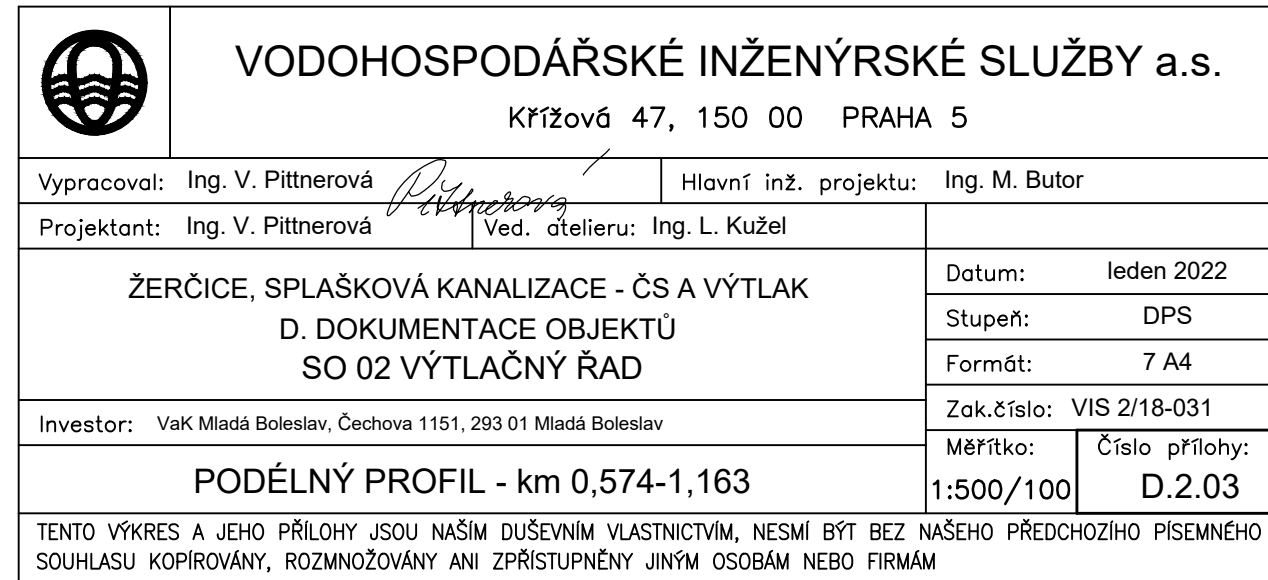 VODOHOSPODÁŘSKÉ INŽENÝRSKÉ SLUŽBY a.s.
Křížová 47, 150 00 PRAHA 5
Vypracoval: Ing. V. Pittnerová Pittnerová Hlavní inž. projektu: Ing. M. Butor
Projektant: Ing. V. Pittnerová Ved. atelieru: Ing. L. Kužel
ŽERČICE, SPLAŠKOVÁ KANALIZACE - ČS A VÝTLAK
D. DOKUMENTACE OBJEKTŮ
SO 02 VÝTLAČNÝ ŘAD
Datum: leden 2022
Stupeň: DPS
Formát: 7 A4
Zak.číslo: VIS 2/18-031
Investor: VaK Mladá Boleslav, Čechova 1151, 293 01 Mladá Boleslav
PODÉLNÝ PROFIL - km 0,574-1,163
Měřítko:
1:500/100
Číslo přílohy:
D.2.03
TENTO VÝKRES A JEHO PŘÍLOHY JSOU NAŠÍM DUŠEVNÍM VLASTNICTVÍM, NESMÍ BÝT BEZ NAŠEHO PŘEDCHOZÍHO PÍSEMNÉHO
SOUHLASU KOPÍROVÁNY, ROZMNOŽOVÁNY ANI ZPŘÍSTUPNĚNY JINÝM OSOBÁM NEBO FIRMÁM